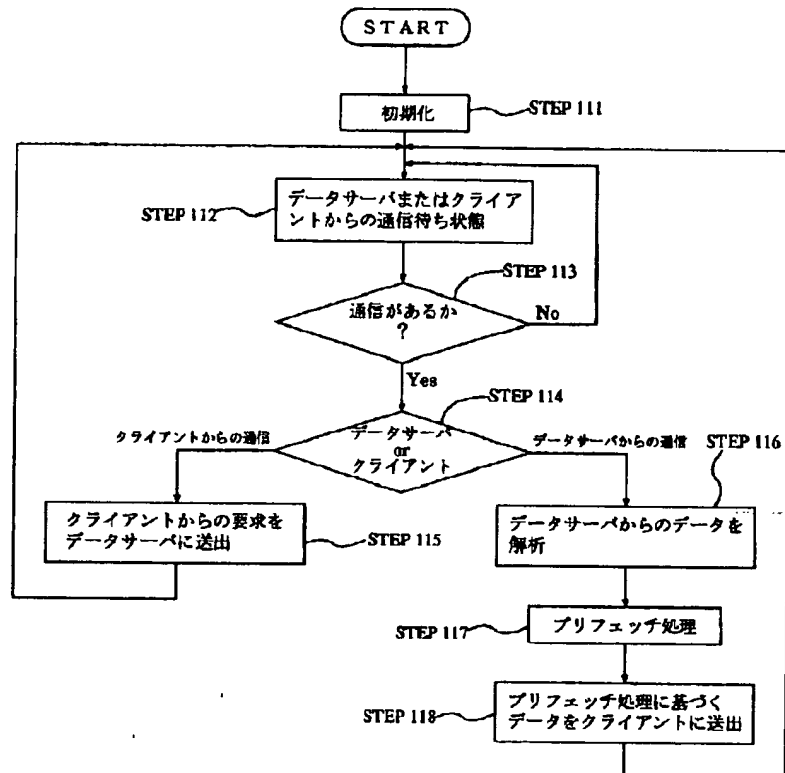 START
初期化
STEP 111
データサーバまたはクライア
ントからの通信待ち状態
STEP 112
STEP 113
通信があるか
?
No
Yes
STEP 114
クライアントからの通信
データサーバ
or
クライアント
データサーバからの通信
STEP 116
クライアントからの要求を
データサーバに送出
STEP 115
データサーバからのデータを
解析
STEP 117
プリフェッチ処理
STEP 118
プリフェッチ処理に基づく
データをクライアントに送出